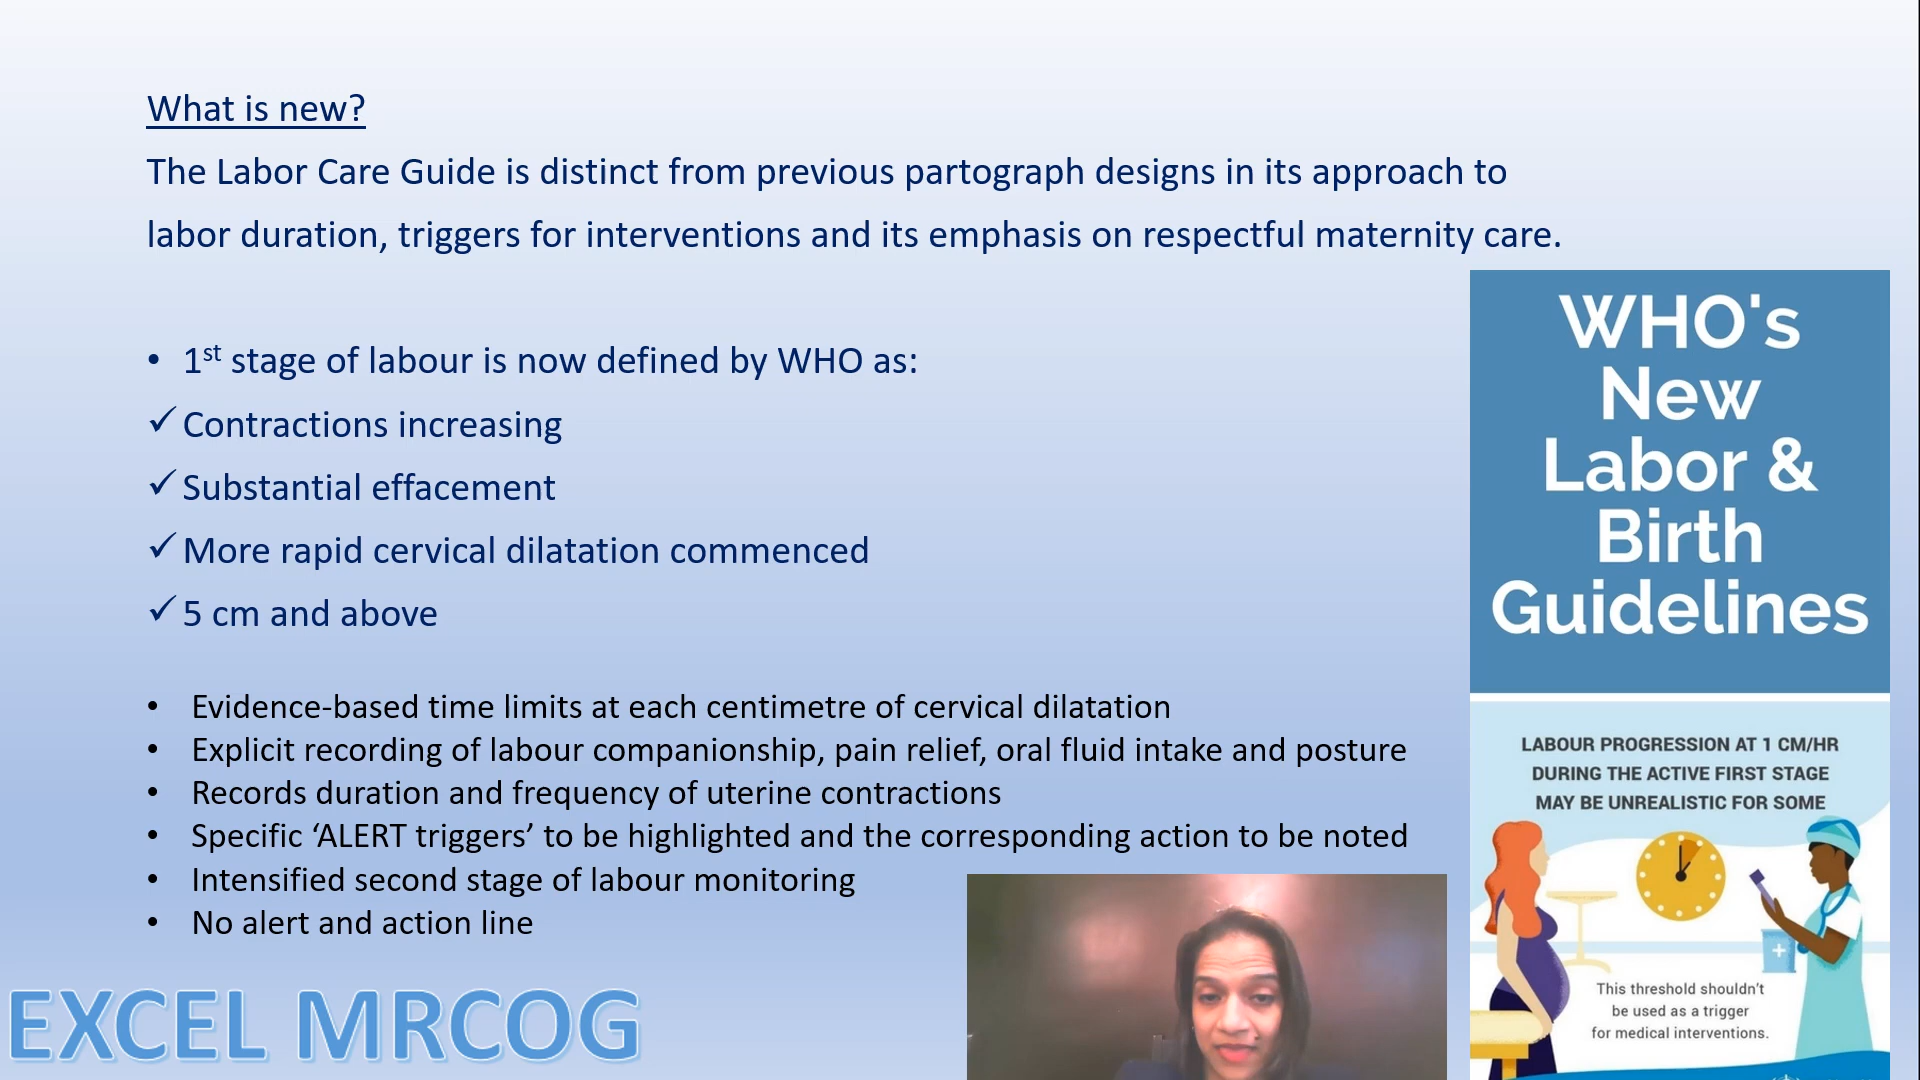 What is new?
The Labor Care Guide is distinct from previous partograph designs in its approach to
labor duration, triggers for interventions and its emphasis on respectful maternity care.
• 1st stage of labour is now defined by WHO as:
✓ Contractions increasing
✓ Substantial effacement
✓ More rapid cervical dilatation commenced
✓ 5 cm and above
• Evidence-based time limits at each centimetre of cervical dilatation
• Explicit recording of labour companionship, pain relief, oral fluid intake and posture
• Records duration and frequency of uterine contractions
• Specific ‘ALERT triggers’ to be highlighted and the corresponding action to be noted
• Intensified second stage of labour monitoring
• No alert and action line
EXCEL MRCOG
WHO's
New
Labor &
Birth
Guidelines
LABOUR PROGRESSION AT 1 CM/HR
DURING THE ACTIVE FIRST STAGE
MAY BE UNREALISTIC FOR SOME
This threshold shouldn’t
be used as a trigger
for medical interventions.